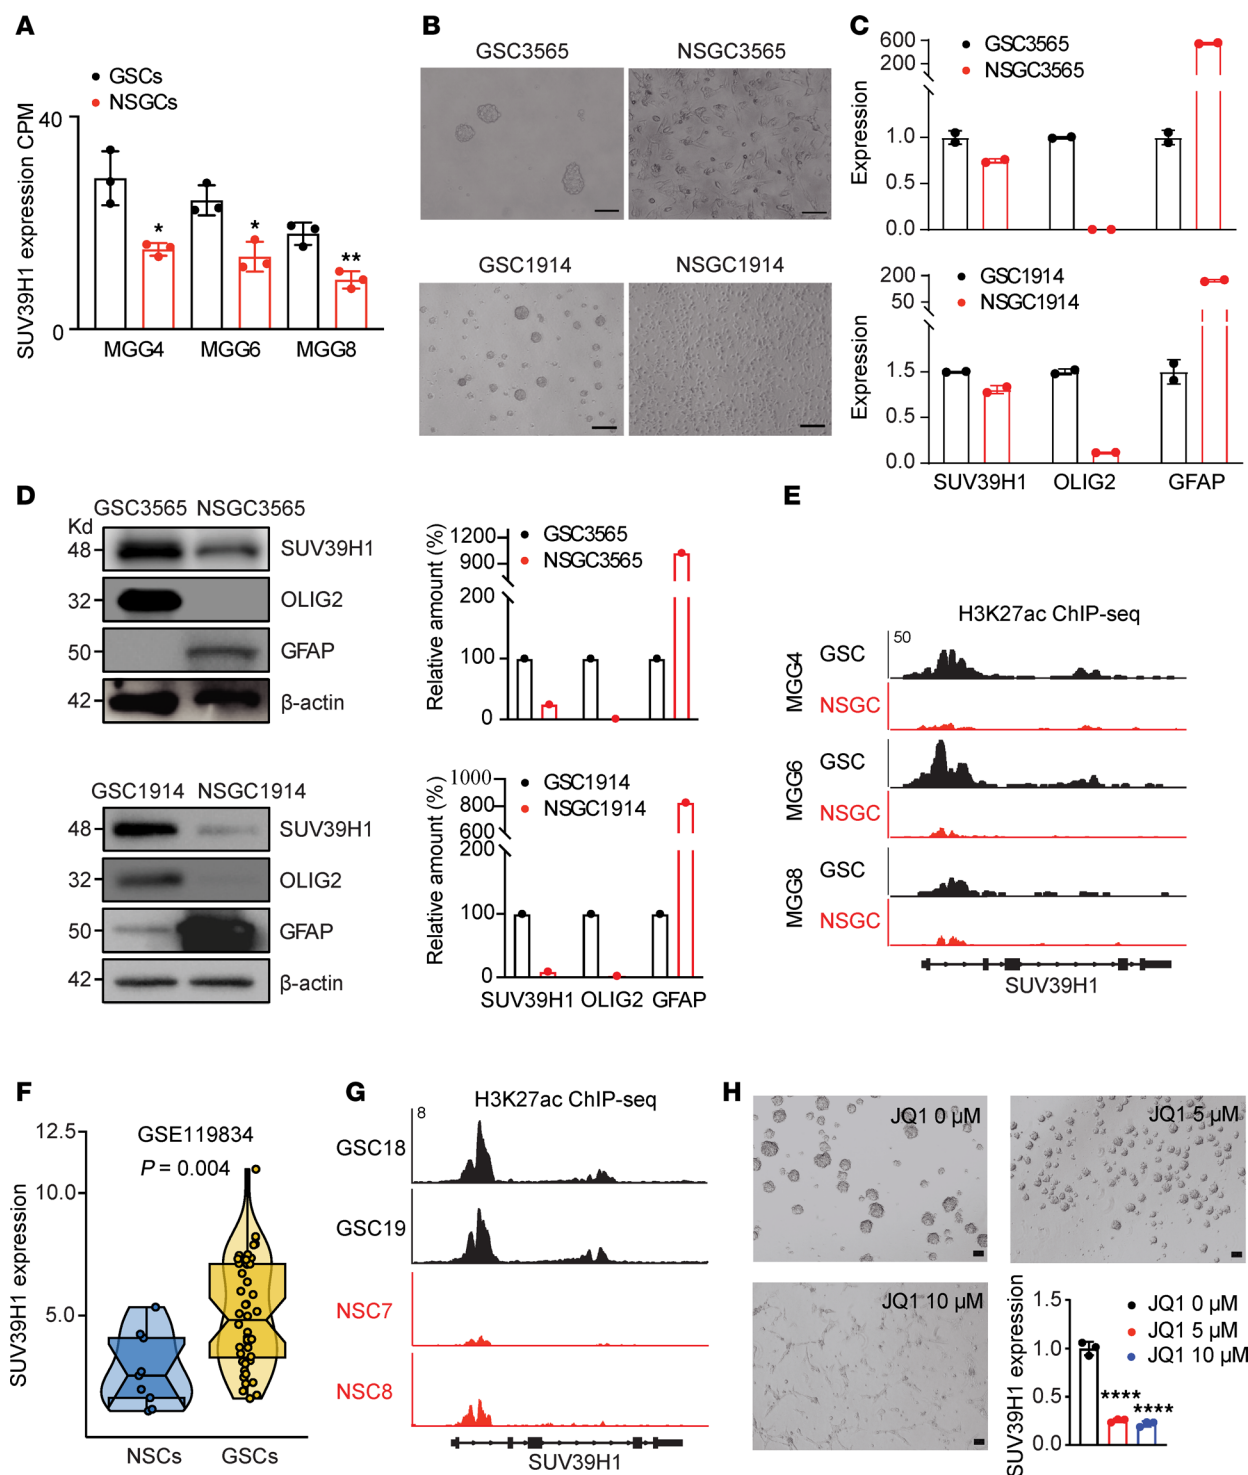 A
GSCs
NSGCs
SUV39H1 expression CPM
40
0
*
*
**
MGG4
MGG6
MGG8
B
GSC3565
NSGC3565
GSC1914
NSGC1914
C
GSC3565
NSGC3565
Expression
600
200
1.0
0.5
0.0
GSC1914
NSGC1914
Expression
200
50
1.5
0.5
0.0
SUV39H1
OLIG2
GFAP
D
GSC3565 NSGC3565
Kd
48
SUV39H1
32
OLIG2
50
GFAP
42
β-actin
GSC3565
NSGC3565
Relative amount (%)
1200
900
200
100
0
GSC1914 NSGC1914
48
SUV39H1
32
OLIG2
50
GFAP
42
β-actin
GSC1914
NSGC1914
Relative amount (%)
1000
800
600
200
100
0
SUV39H1 OLIG2 GFAP
E
H3K27ac ChIP-seq
50
MGG4
GSC
NSGC
MGG6
GSC
NSGC
MGG8
GSC
NSGC
SUV39H1
F
GSE119834
P = 0.004
SUV39H1 expression
12.5
10.0
5.0
NSCs
GSCs
G
H3K27ac ChIP-seq
8
GSC18
GSC19
NSC7
NSC8
SUV39H1
H
JQ1 0 µM
JQ1 5 µM
JQ1 10 µM
SUV39H1 expression
1.5
1.0
0.5
0.0
JQ1 0 µM
JQ1 5 µM
JQ1 10 µM
****
****